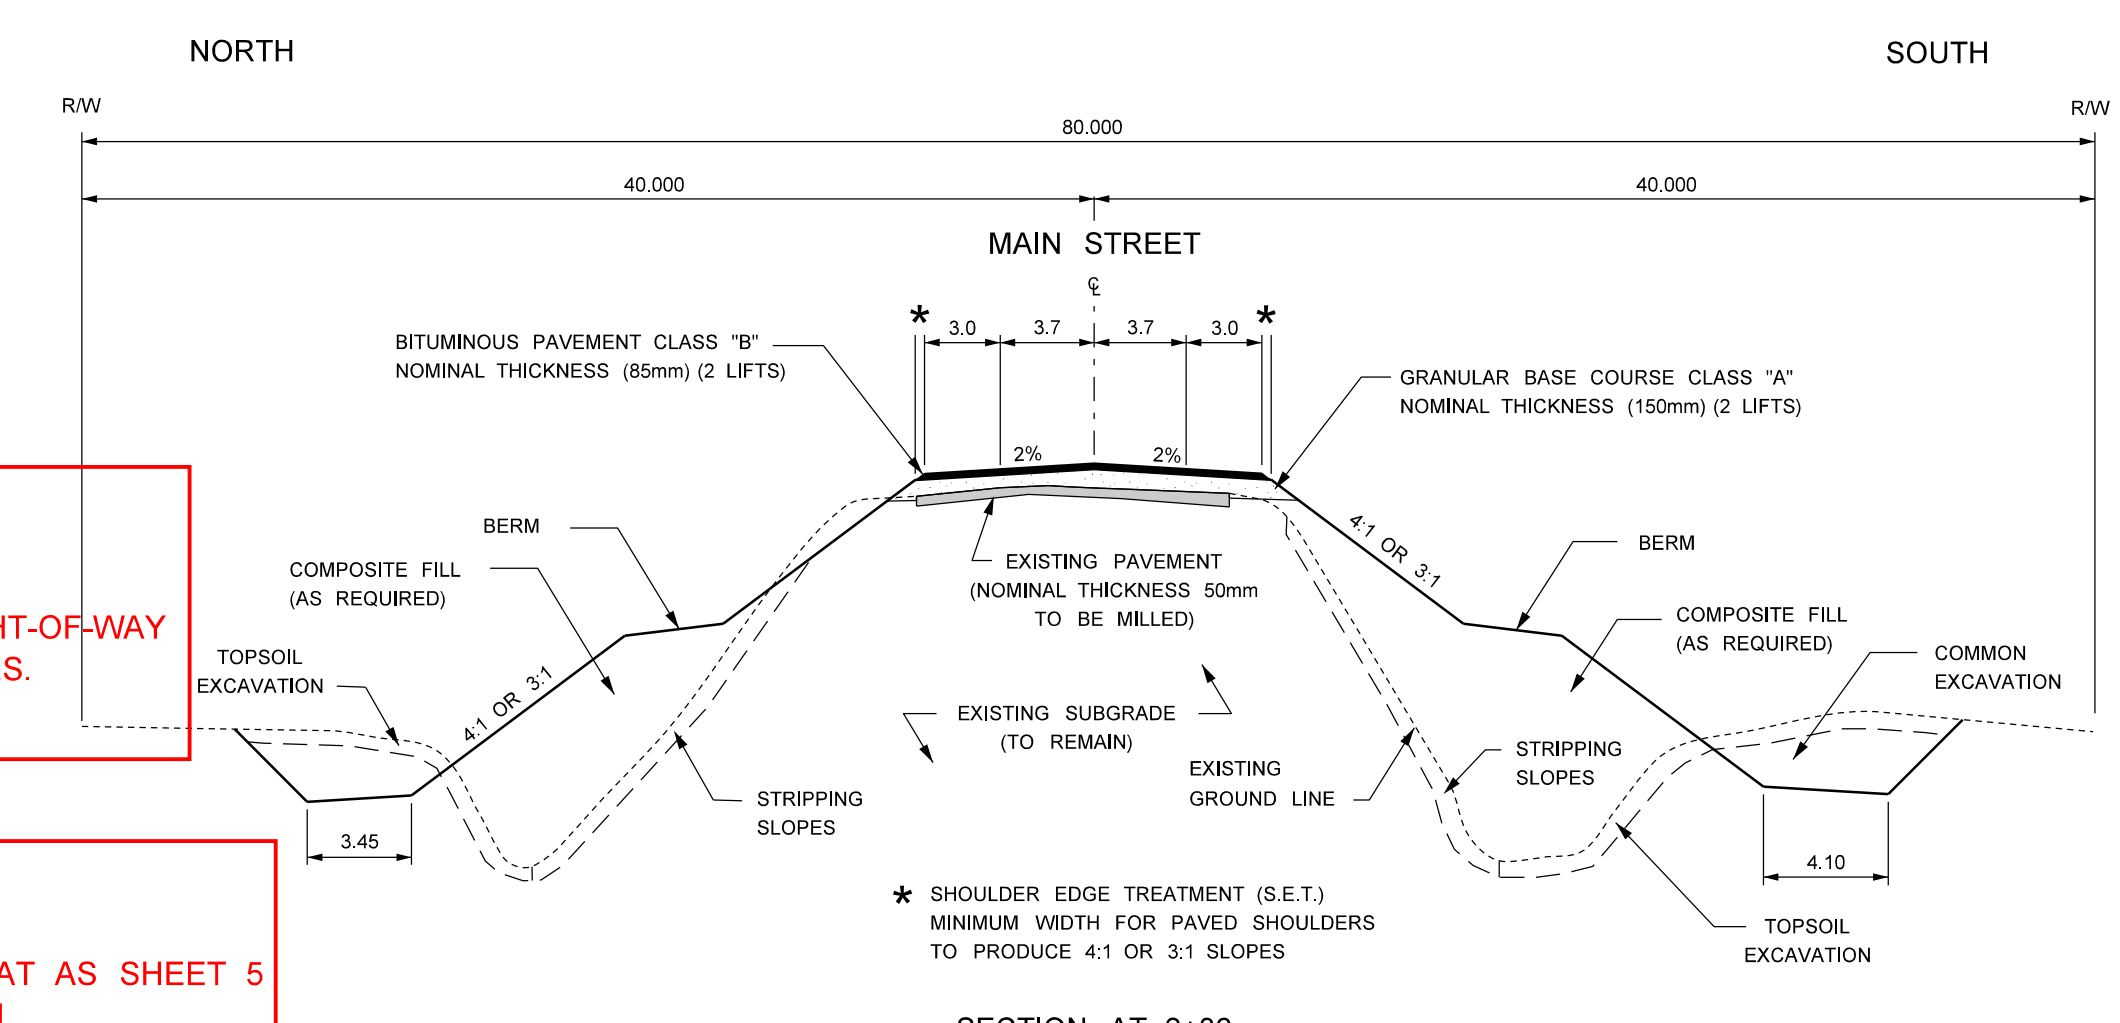 NORTH
SOUTH
R/W
R/W
80.000
40.000
40.000
MAIN STREET
℄
*
3.0
3.7
3.7
3.0
*
BITUMINOUS PAVEMENT CLASS "B"
NOMINAL THICKNESS (85mm) (2 LIFTS)
GRANULAR BASE COURSE CLASS "A"
NOMINAL THICKNESS (150mm) (2 LIFTS)
2%
2%
BERM
COMPOSITE FILL
(AS REQUIRED)
EXISTING PAVEMENT
(NOMINAL THICKNESS 50mm
TO BE MILLED)
4:1 OR 3:1
BERM
COMPOSITE FILL
(AS REQUIRED)
COMMON
EXCAVATION
HT-OF-WAY
S.
TOPSOIL
EXCAVATION
4:1 OR 3:1
EXISTING SUBGRADE
(TO REMAIN)
STRIPPING
SLOPES
EXISTING
GROUND LINE
STRIPPING
SLOPES
3.45
4.10
* SHOULDER EDGE TREATMENT (S.E.T.)
MINIMUM WIDTH FOR PAVED SHOULDERS
TO PRODUCE 4:1 OR 3:1 SLOPES
TOPSOIL
EXCAVATION
AT AS SHEET 5
SECTION AT